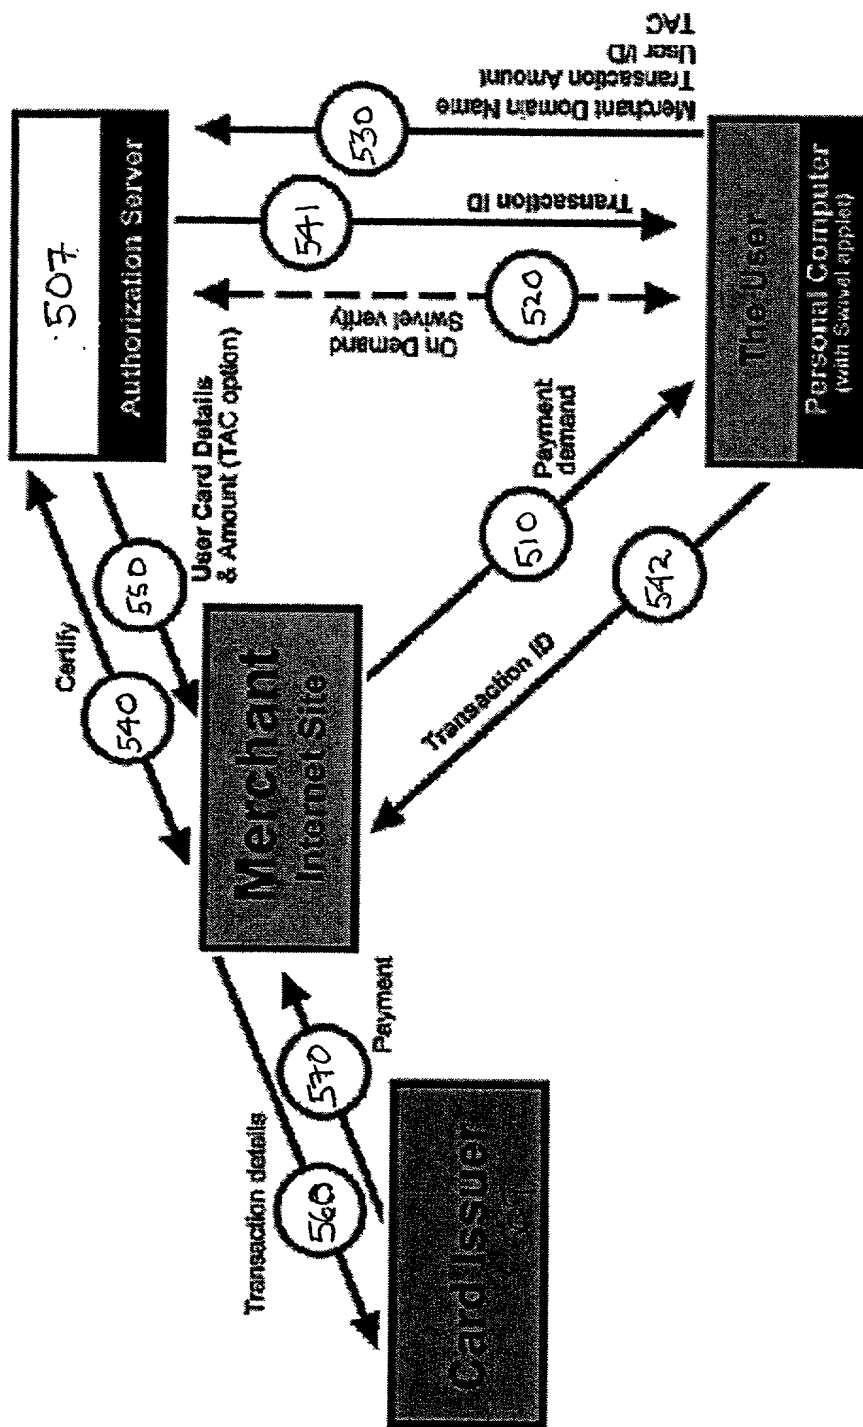 507
Authorization Server
540
Certify
550
User Card Details
& Amount (TAC option)
541
Transaction ID
530
Merchant Domain Name
Transaction Amount
User I/D
TAC
520
On Demand
Swivel verify
Merchant
Internet Site
510
Payment
demand
542
Transaction ID
The User
Personal Computer
(with Swivel applet)
Transaction details
560
570
Payment
Card Issuer